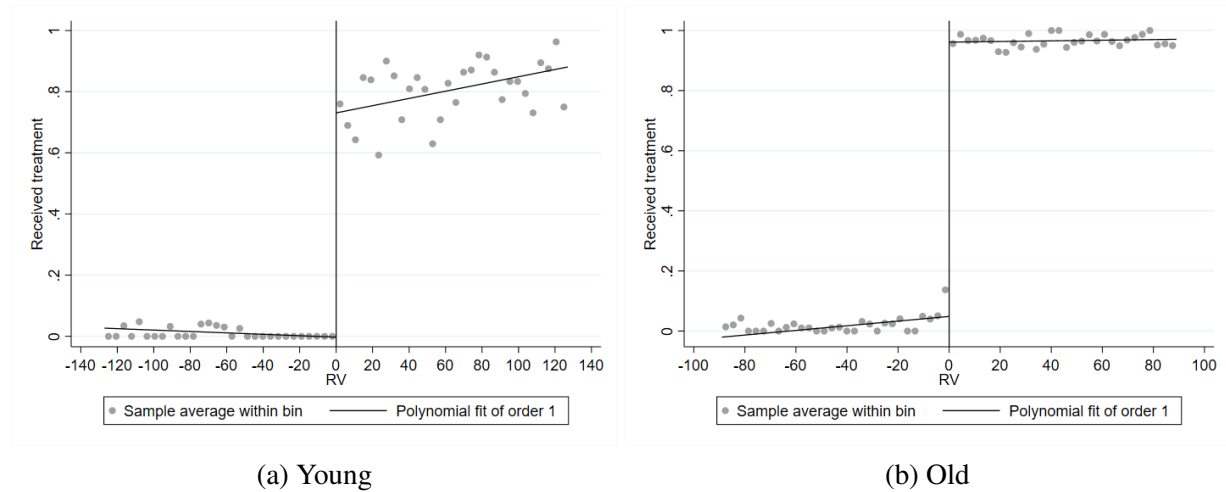 Received treatment
1
.8
.6
.4
.2
0
-140 -120 -100 -80 -60 -40 -20 0 20 40 60 80 100 120 140
RV
Sample average within bin Polynomial fit of order 1
(a) Young
Received treatment
1
.8
.6
.4
.2
0
-100 -80 -60 -40 -20 0 20 40 60 80 100
RV
Sample average within bin Polynomial fit of order 1
(b) Old